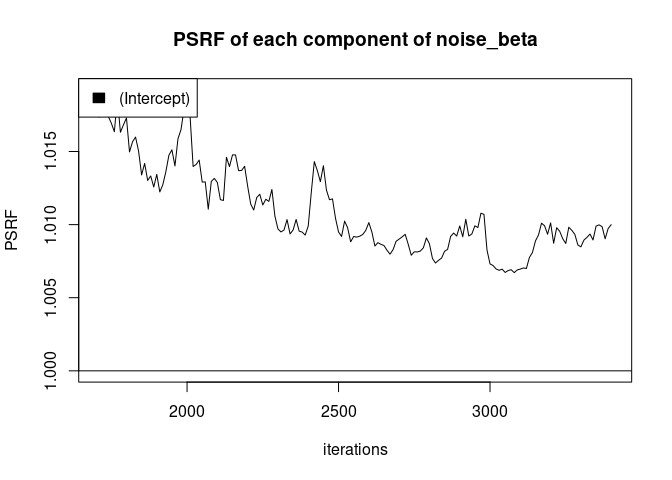 PSRF of each component of noise_beta
(Intercept)
PSRF
1.015
1.010
1.005
1.000
2000 2500 3000
iterations